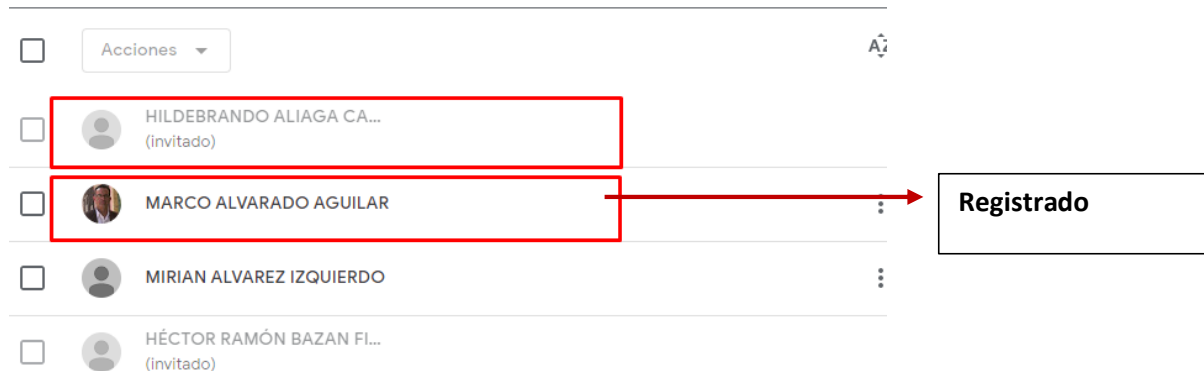 Acciones
HILDEBRANDO ALIAGA CA...
(invitado)
MARCO ALVARADO AGUILAR
Registrado
MIRIAN ALVAREZ IZQUIERDO
HÉCTOR RAMÓN BAZAN FI...
(invitado)